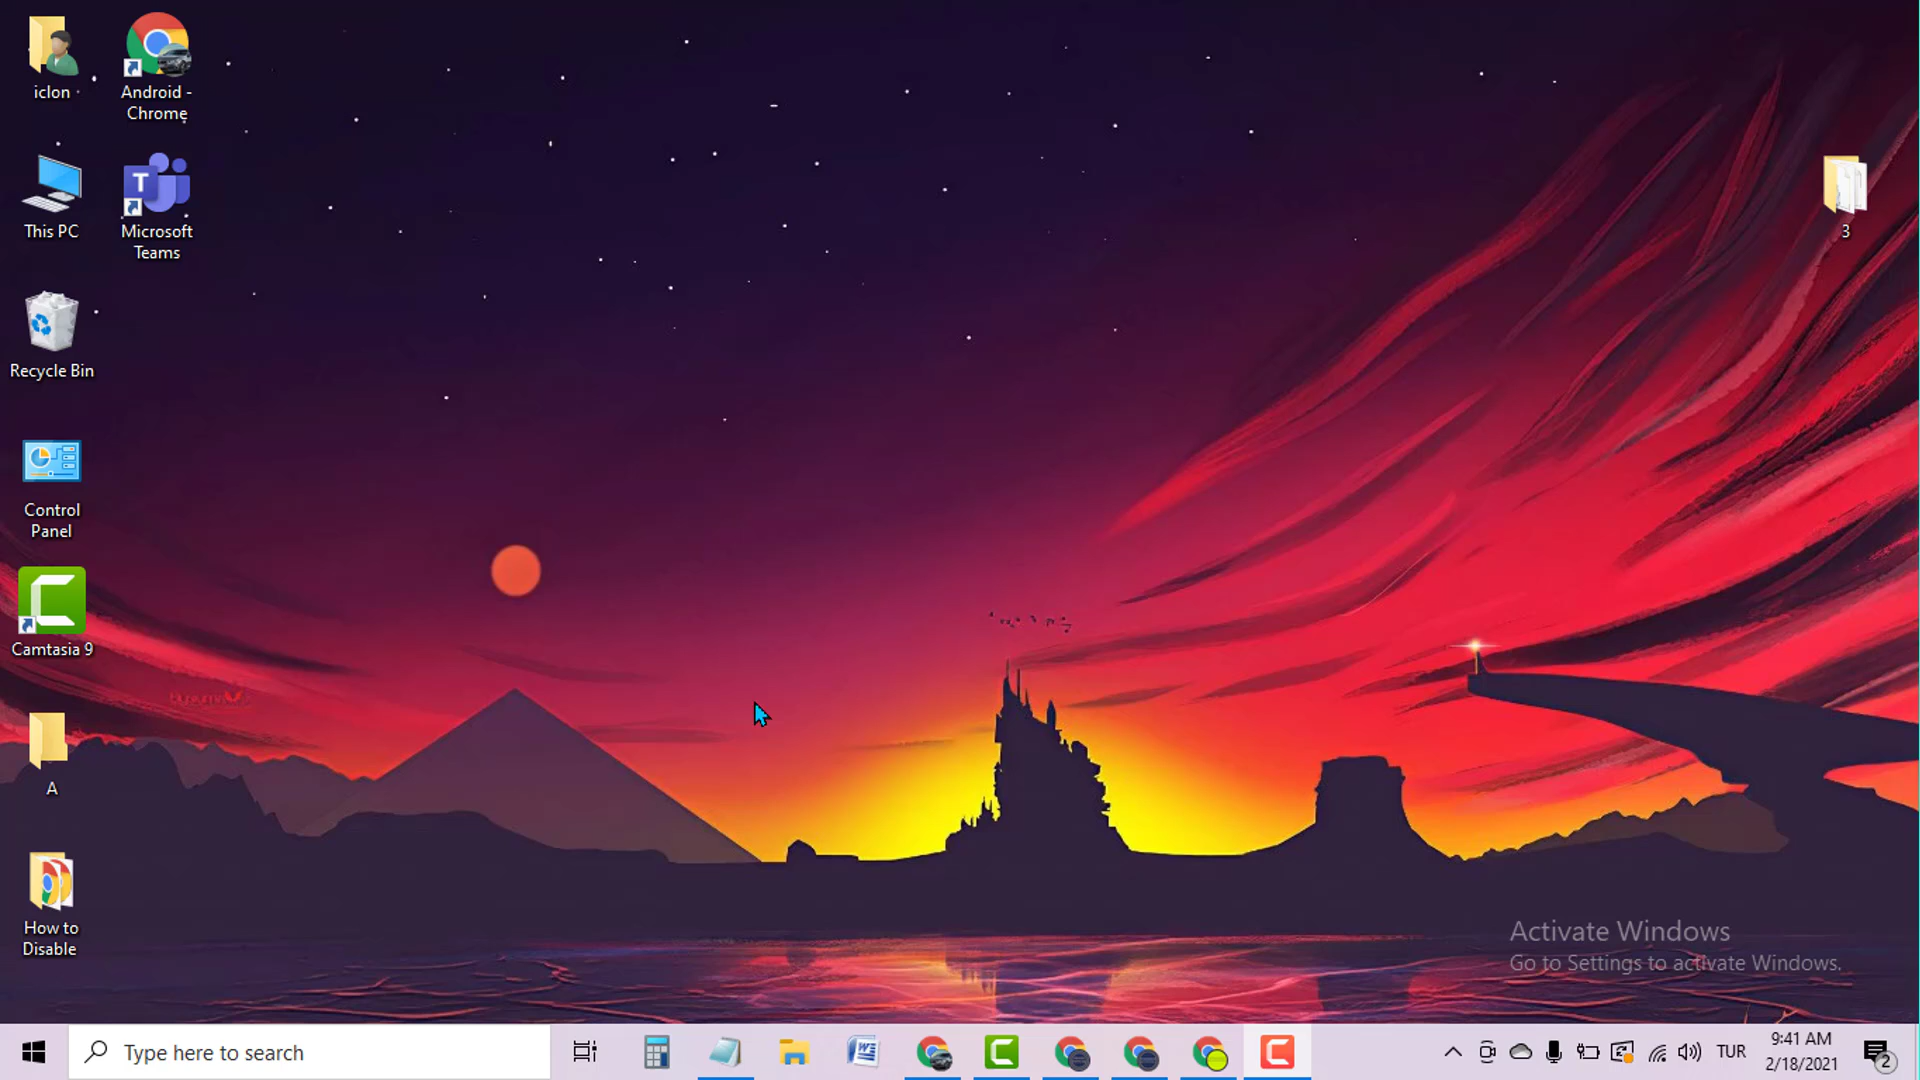 iclon
Android -
Chrome
This PC
Microsoft
Teams
3
Recycle Bin
Control
Panel
Camtasia 9
A
How to
Disable
Activate Windows
Go to Settings to activate Windows.
Type here to search
TUR
9:41 AM
2/18/2021
2